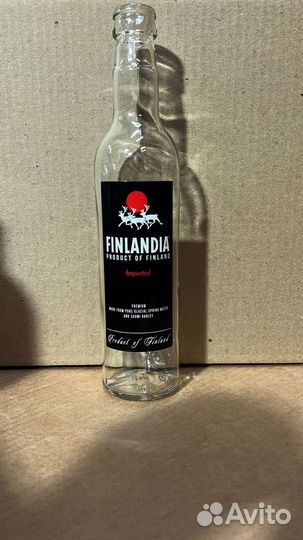 FINLANDIA
PRODUCT OF FINLAND
Imported
PREMIUM
MADE FROM PURE GLACIAL SPRING WATER
AND SUOMI BARLEY
Product of Finland
Avito